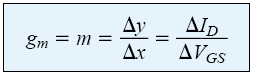 g_m = m = Δy/Δx = ΔI_D/ΔV_GS